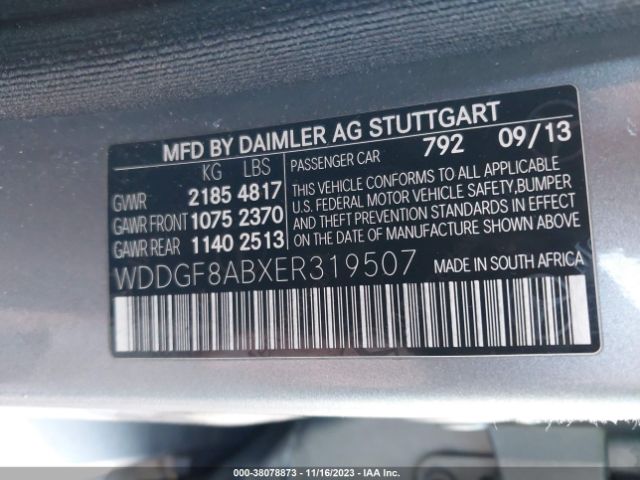 MFD BY DAIMLER AG STUTTGART
KG LBS
GVWR 2185 4817
GAWR FRONT 1075 2370
GAWR REAR 1140 2513
PASSENGER CAR 792 09/13
THIS VEHICLE CONFORMS TO ALL APPLICABLE
U.S. FEDERAL MOTOR VEHICLE SAFETY, BUMPER
AND THEFT PREVENTION STANDARDS IN EFFECT
ON THE DATE OF MANUFACTURE SHOWN ABOVE.
WDDGF8ABXER319507 MADE IN SOUTH AFRICA
000-38078873 - 11/16/2023 - IAA Inc.